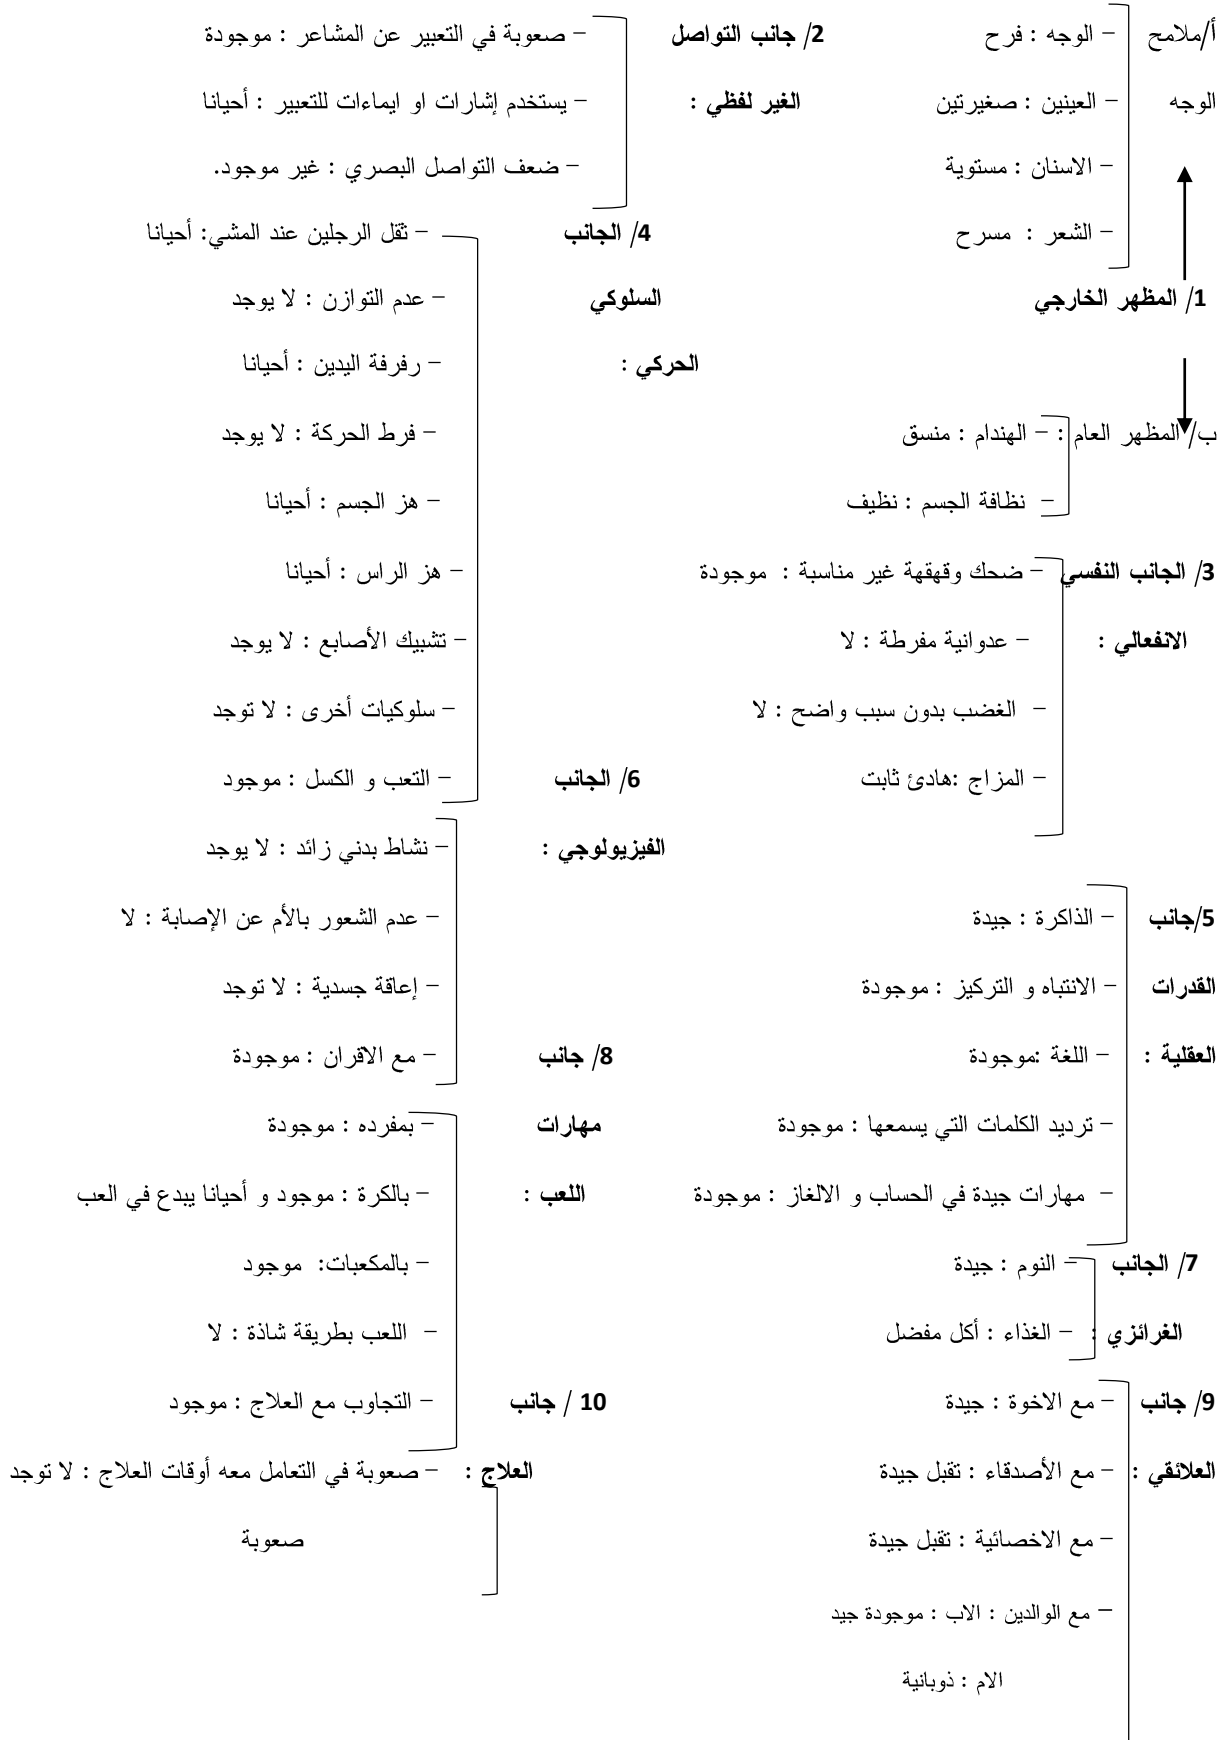 أ/ملامح – الوجه : فرح
الوجه – العينين : صغيرتين
– الاسنان : مستوية
– الشعر : مسرح
1/ المظهر الخارجي
ب/ المظهر العام : – الهندام : منسق
– نظافة الجسم : نظيف
2/ جانب التواصل – صعوبة في التعبير عن المشاعر : موجودة
الغير لفظي : – يستخدم إشارات او ايماءات للتعبير : أحيانا
– ضعف التواصل البصري : غير موجود.
3/ الجانب النفسي – ضحك وقهقهة غير مناسبة : موجودة
الانفعالي : – عدوانية مفرطة : لا
– الغضب بدون سبب واضح : لا
– المزاج :هادئ ثابت
4/ الجانب – ثقل الرجلين عند المشي: أحيانا
السلوكي – عدم التوازن : لا يوجد
الحركي : – رفرفة اليدين : أحيانا
– فرط الحركة : لا يوجد
– هز الجسم : أحيانا
– هز الراس : أحيانا
– تشبيك الأصابع : لا يوجد
– سلوكيات أخرى : لا توجد
5/جانب – الذاكرة : جيدة
القدرات – الانتباه و التركيز : موجودة
العقلية : – اللغة :موجودة
– ترديد الكلمات التي يسمعها : موجودة
– مهارات جيدة في الحساب و الالغاز : موجودة
6/ الجانب – التعب و الكسل : موجود
الفيزيولوجي : – نشاط بدني زائد : لا يوجد
– عدم الشعور بالأم عن الإصابة : لا
– إعاقة جسدية : لا توجد
7/ الجانب – النوم : جيدة
الغرائزي : – الغذاء : أكل مفضل
8/ جانب – مع الاقران : موجودة
مهارات – بمفرده : موجودة
اللعب : – بالكرة : موجود و أحيانا يبدع في العب
– بالمكعبات: موجود
– اللعب بطريقة شاذة : لا
9/ جانب – مع الاخوة : جيدة
العلائقي : – مع الأصدقاء : تقبل جيدة
– مع الاخصائية : تقبل جيدة
– مع الوالدين : الاب : موجودة جيد
الام : ذوبانية
10 / جانب – التجاوب مع العلاج : موجود
العلاج : – صعوبة في التعامل معه أوقات العلاج : لا توجد
صعوبة